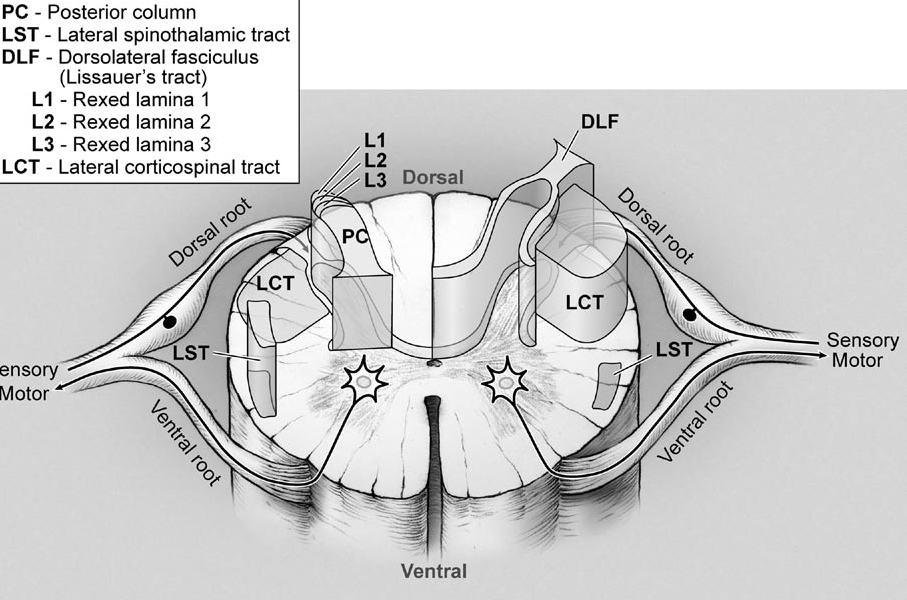 PC - Posterior column
LST - Lateral spinothalamic tract
DLF - Dorsolateral fasciculus
(Lissauer’s tract)
L1 - Rexed lamina 1
L2 - Rexed lamina 2
L3 - Rexed lamina 3
LCT - Lateral corticospinal tract
DLF
L1
L2
L3
Dorsal
Dorsal root
Dorsal root
PC
LCT
LCT
LST
LST
ensory
Motor
Sensory
Motor
Ventral root
Ventral root
Ventral